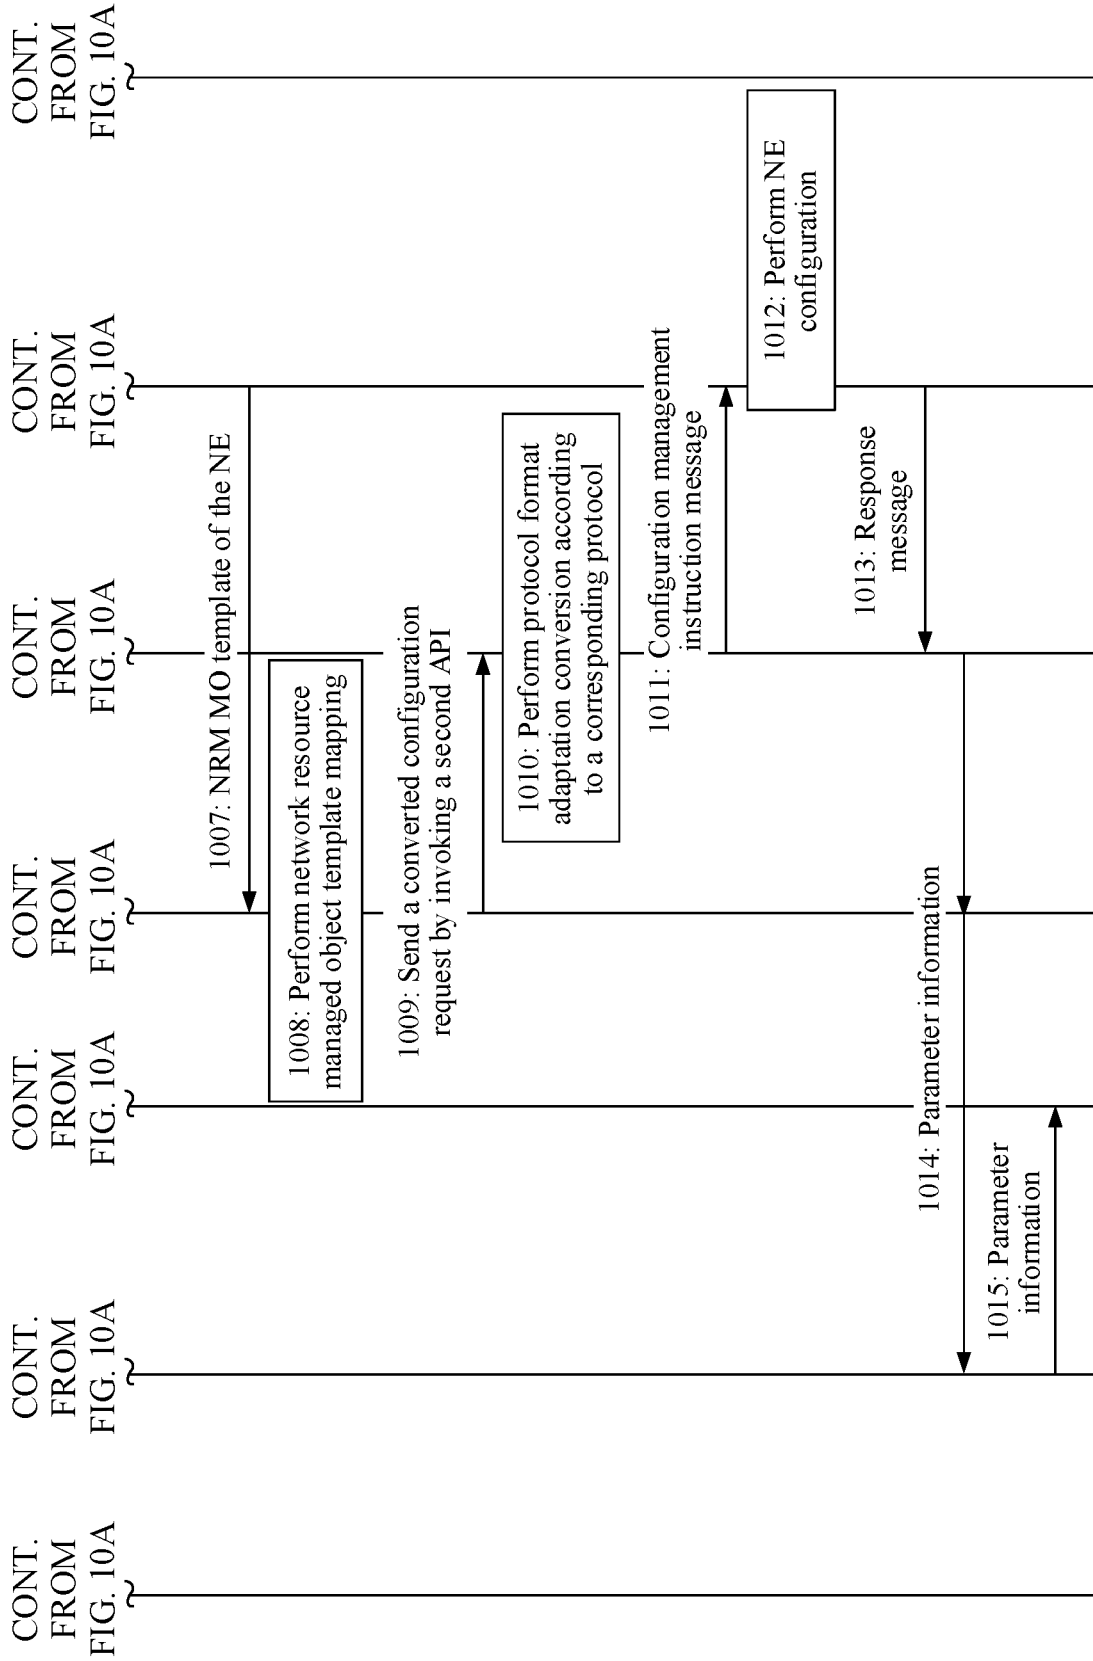 CONT.
FROM
FIG. 10A
CONT.
FROM
FIG. 10A
CONT.
FROM
FIG. 10A
CONT.
FROM
FIG. 10A
CONT.
FROM
FIG. 10A
CONT.
FROM
FIG. 10A
CONT.
FROM
FIG. 10A
1007: NRM MO template of the NE
1008: Perform network resource
managed object template mapping
1009: Send a converted configuration
request by invoking a second API
1010: Perform protocol format
adaptation conversion according
to a corresponding protocol
1011: Configuration management
instruction message
1012: Perform NE
configuration
1013: Response
message
1014: Parameter information
1015: Parameter
information